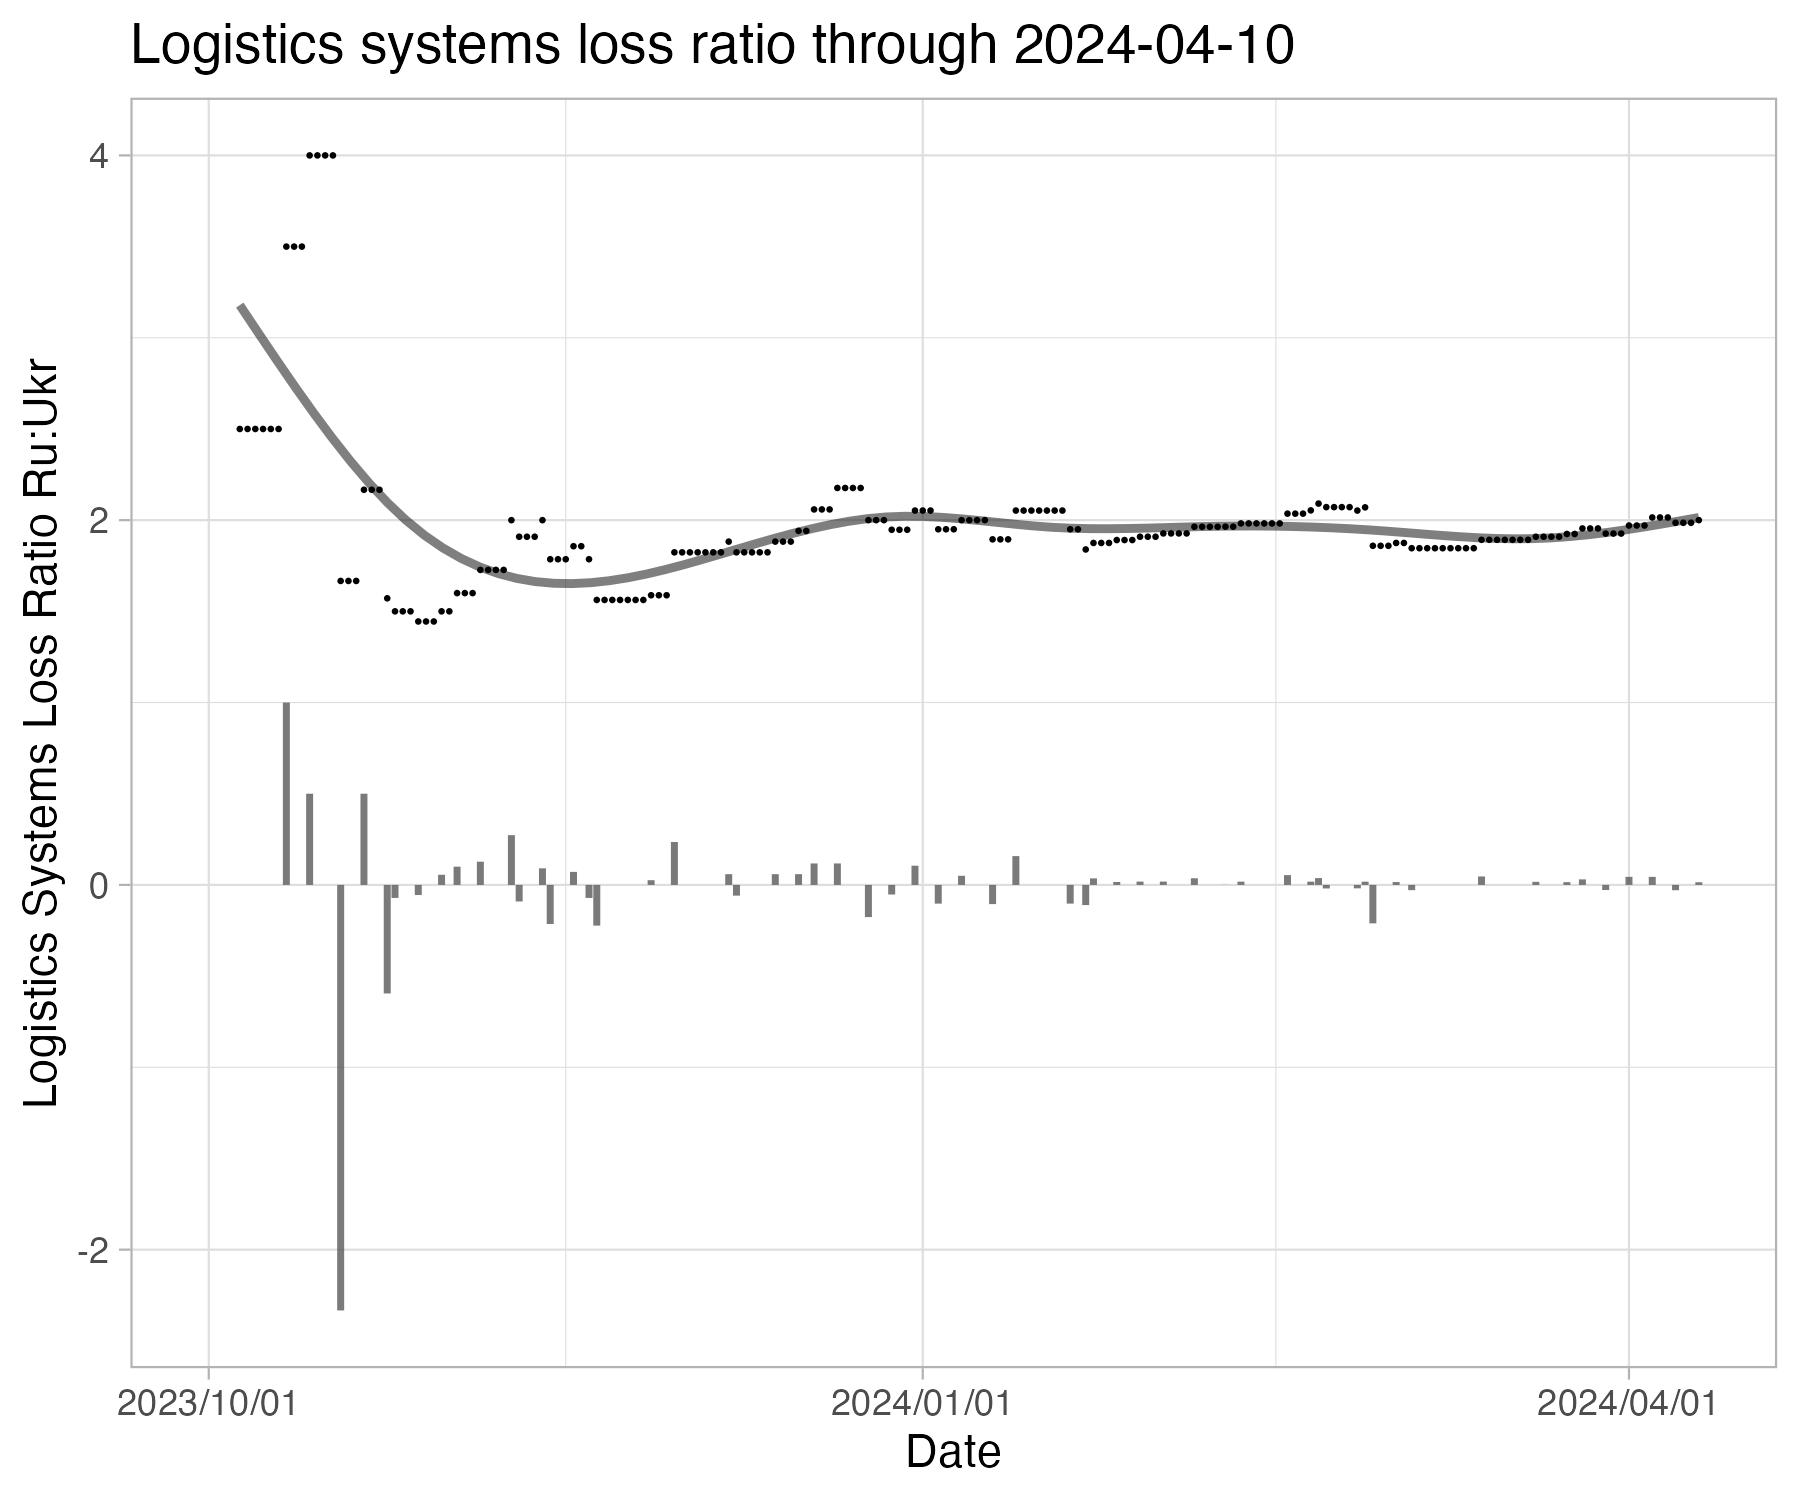 Logistics systems loss ratio through 2024-04-10
Logistics Systems Loss Ratio Ru:Ukr
4
2
0
-2
2023/10/01
2024/01/01
2024/04/01
Date